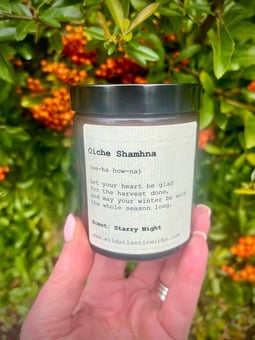 Oiche Shamhna
(ee-ha how-na)
Let your heart be glad
for the harvest done,
and may your winter be warm
the whole season long.
Scent: Starry Night
www.wildatlanticwicks.com